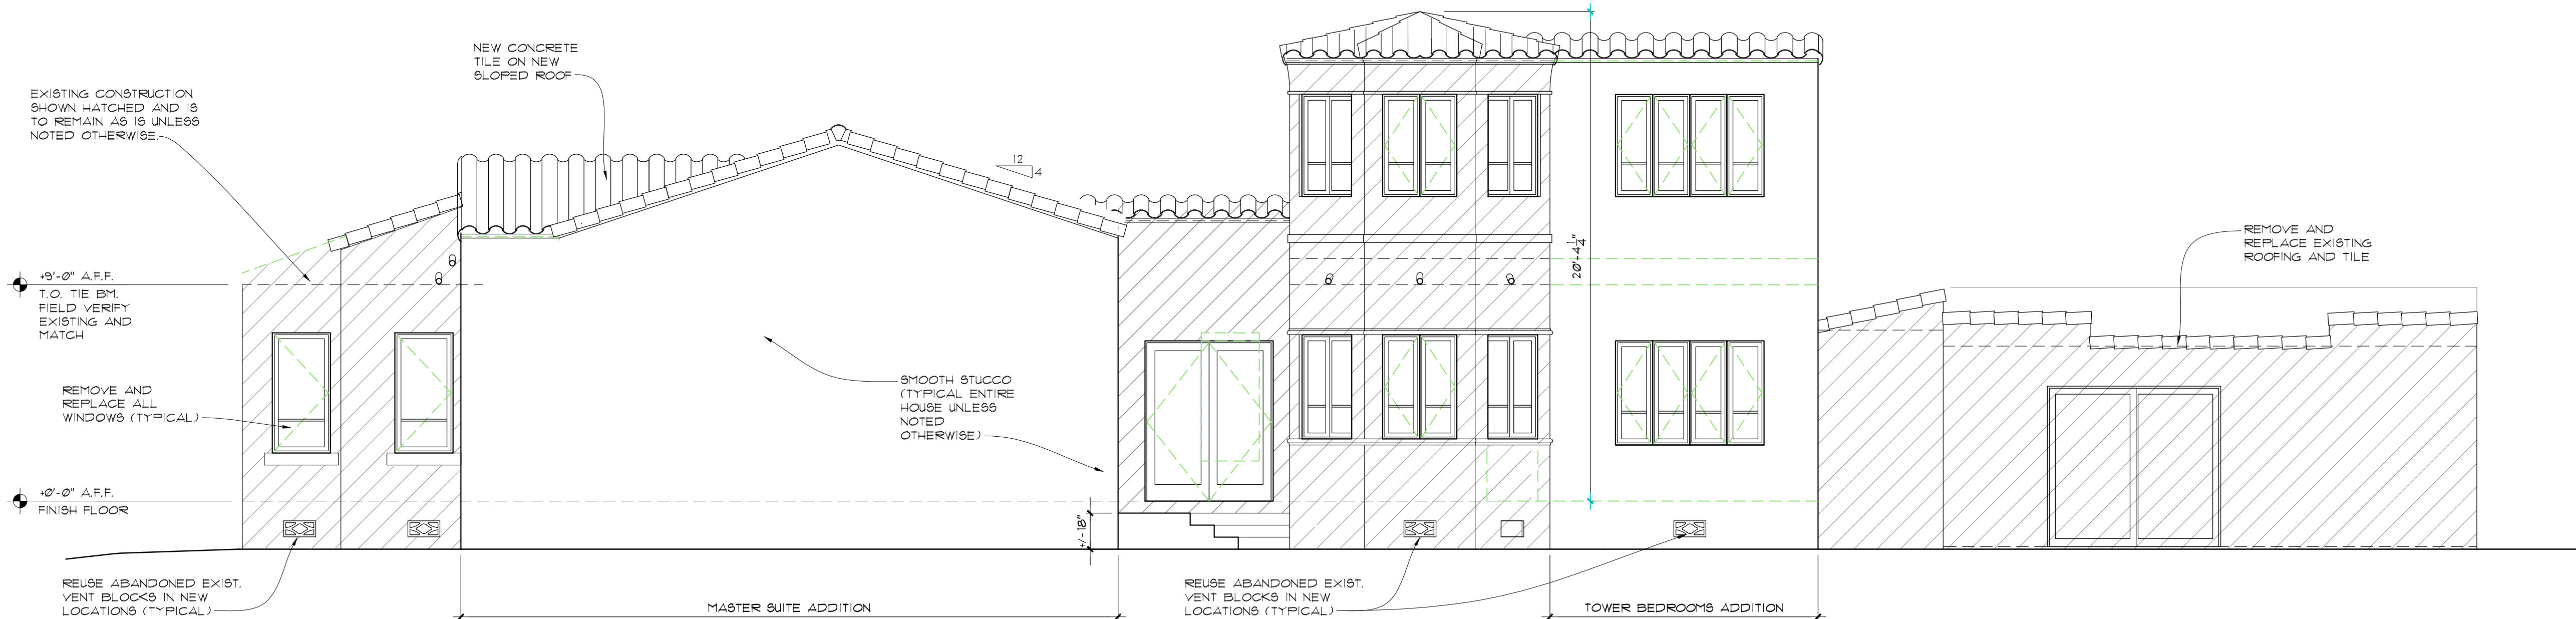 NEW CONCRETE
TILE ON NEW
SLOPED ROOF
EXISTING CONSTRUCTION
SHOWN HATCHED AND IS
TO REMAIN AS IS UNLESS
NOTED OTHERWISE.
12
4
REMOVE AND
REPLACE EXISTING
ROOFING AND TILE
20'-4 1/4"
+9'-0" A.F.F.
T.O. TIE BM.
FIELD VERIFY
EXISTING AND
MATCH
REMOVE AND
REPLACE ALL
WINDOWS (TYPICAL)
SMOOTH STUCCO
(TYPICAL ENTIRE
HOUSE UNLESS
NOTED
OTHERWISE)
+0'-0" A.F.F.
FINISH FLOOR
+/- 18"
REUSE ABANDONED EXIST.
VENT BLOCKS IN NEW
LOCATIONS (TYPICAL)
MASTER SUITE ADDITION
REUSE ABANDONED EXIST.
VENT BLOCKS IN NEW
LOCATIONS (TYPICAL)
TOWER BEDROOMS ADDITION